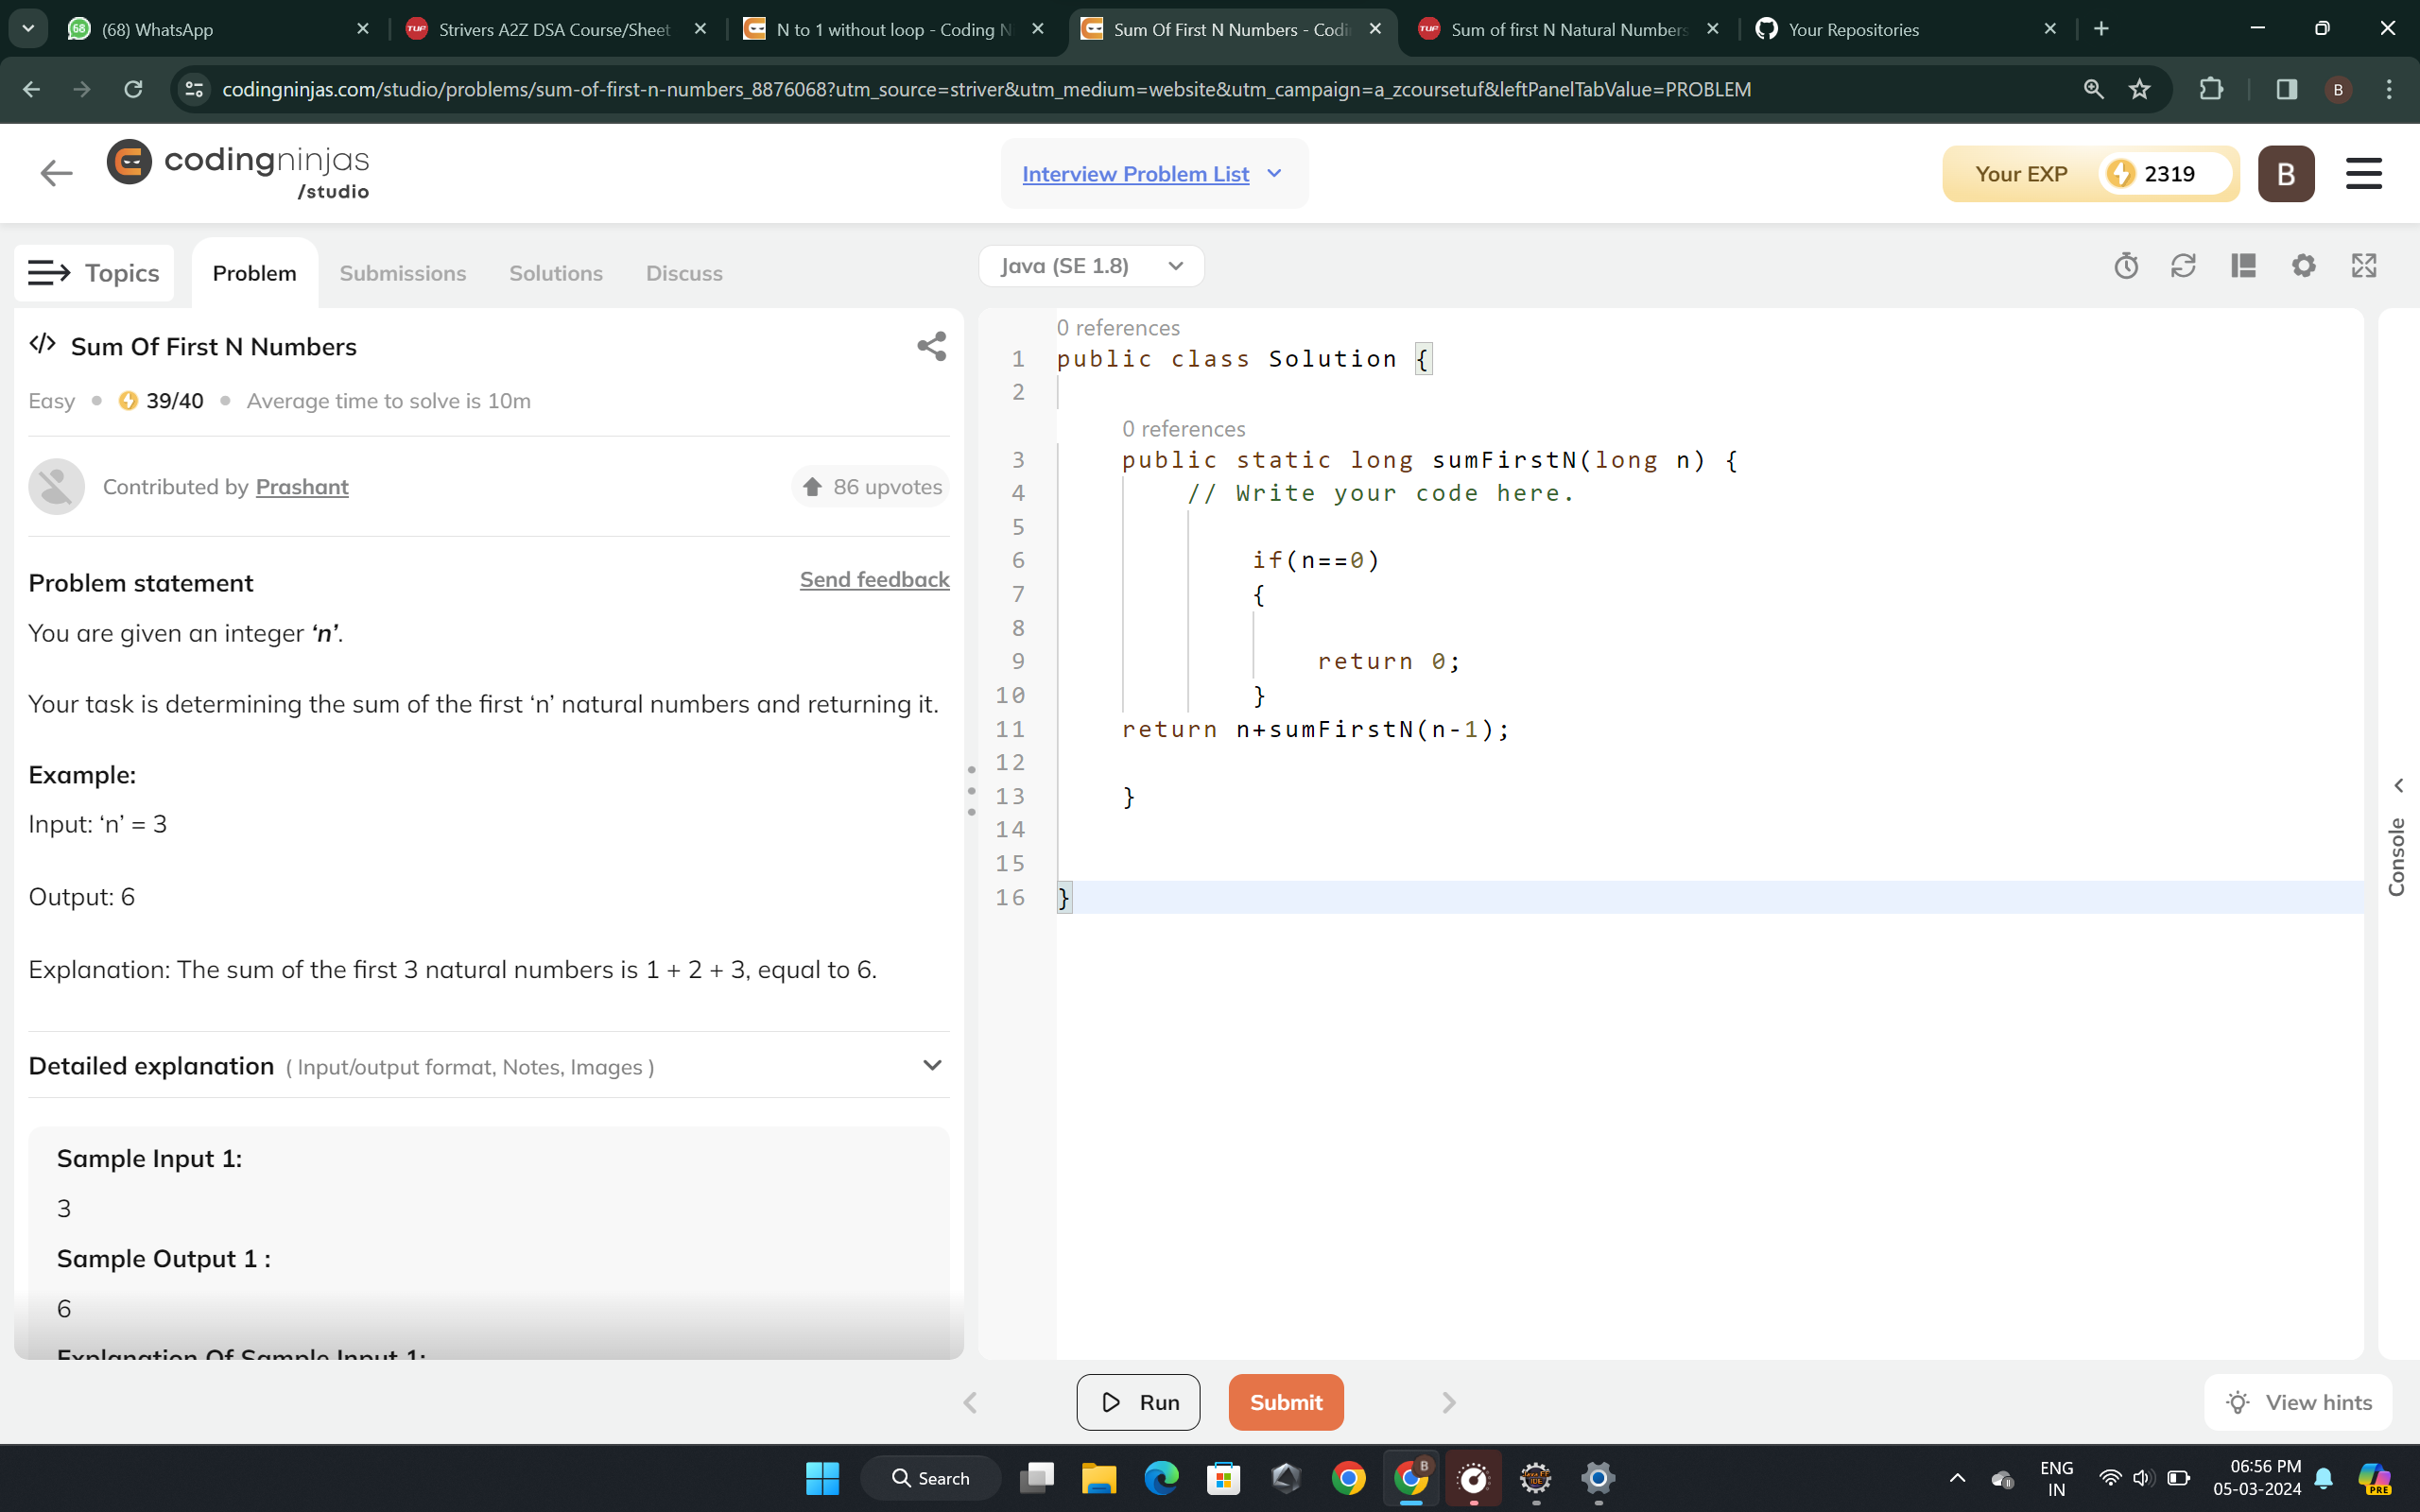 68 (68) WhatsApp
TUF Strivers A2Z DSA Course/Sheet
N to 1 without loop - Coding N
Sum Of First N Numbers - Codi
TUF Sum of first N Natural Numbers
Your Repositories
codingninjas.com/studio/problems/sum-of-first-n-numbers_8876068?utm_source=striver&utm_medium=website&utm_campaign=a_zcoursetuf&leftPanelTabValue=PROBLEM
B
codingninjas
/studio
Interview Problem List
Your EXP 2319
B
Topics
Problem
Submissions
Solutions
Discuss
Java (SE 1.8)
</> Sum Of First N Numbers
Easy • 39/40 • Average time to solve is 10m
Contributed by Prashant
86 upvotes
Problem statement
Send feedback
You are given an integer ‘n’.
Your task is determining the sum of the first ‘n’ natural numbers and returning it.
Example:
Input: ‘n’ = 3
Output: 6
Explanation: The sum of the first 3 natural numbers is 1 + 2 + 3, equal to 6.
Detailed explanation ( Input/output format, Notes, Images )
Sample Input 1:
3
Sample Output 1 :
6
Explanation Of Sample Input 1:
0 references
1 public class Solution {
2
0 references
3 public static long sumFirstN(long n) {
4 // Write your code here.
5
6 if(n==0)
7 {
8
9 return 0;
10 }
11 return n+sumFirstN(n-1);
12
13 }
14
15
16 }
Console
Run
Submit
View hints
Search
B
ENG
IN
06:56 PM
05-03-2024
PRE